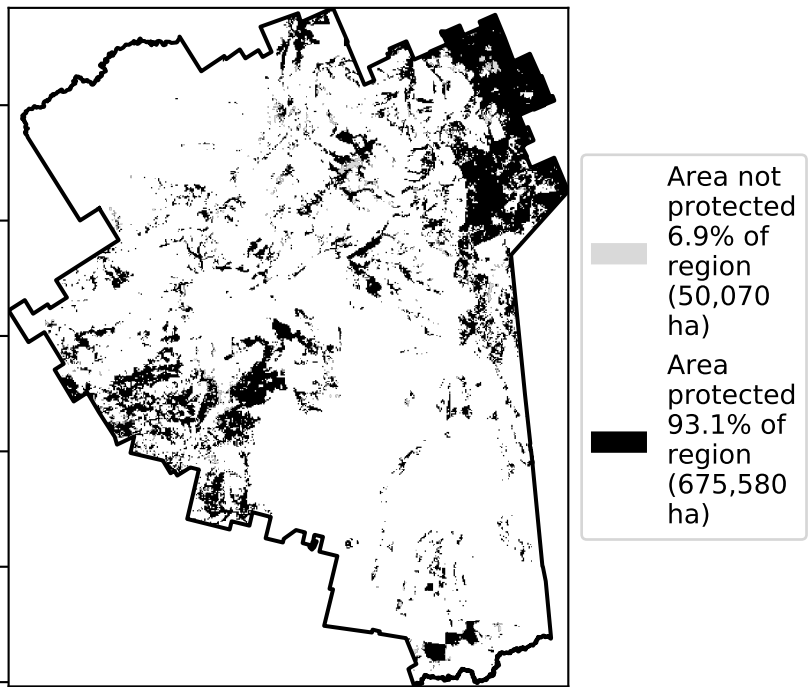 Area not
protected
6.9% of
region
(50,070
ha)
Area
protected
93.1% of
region
(675,580
ha)